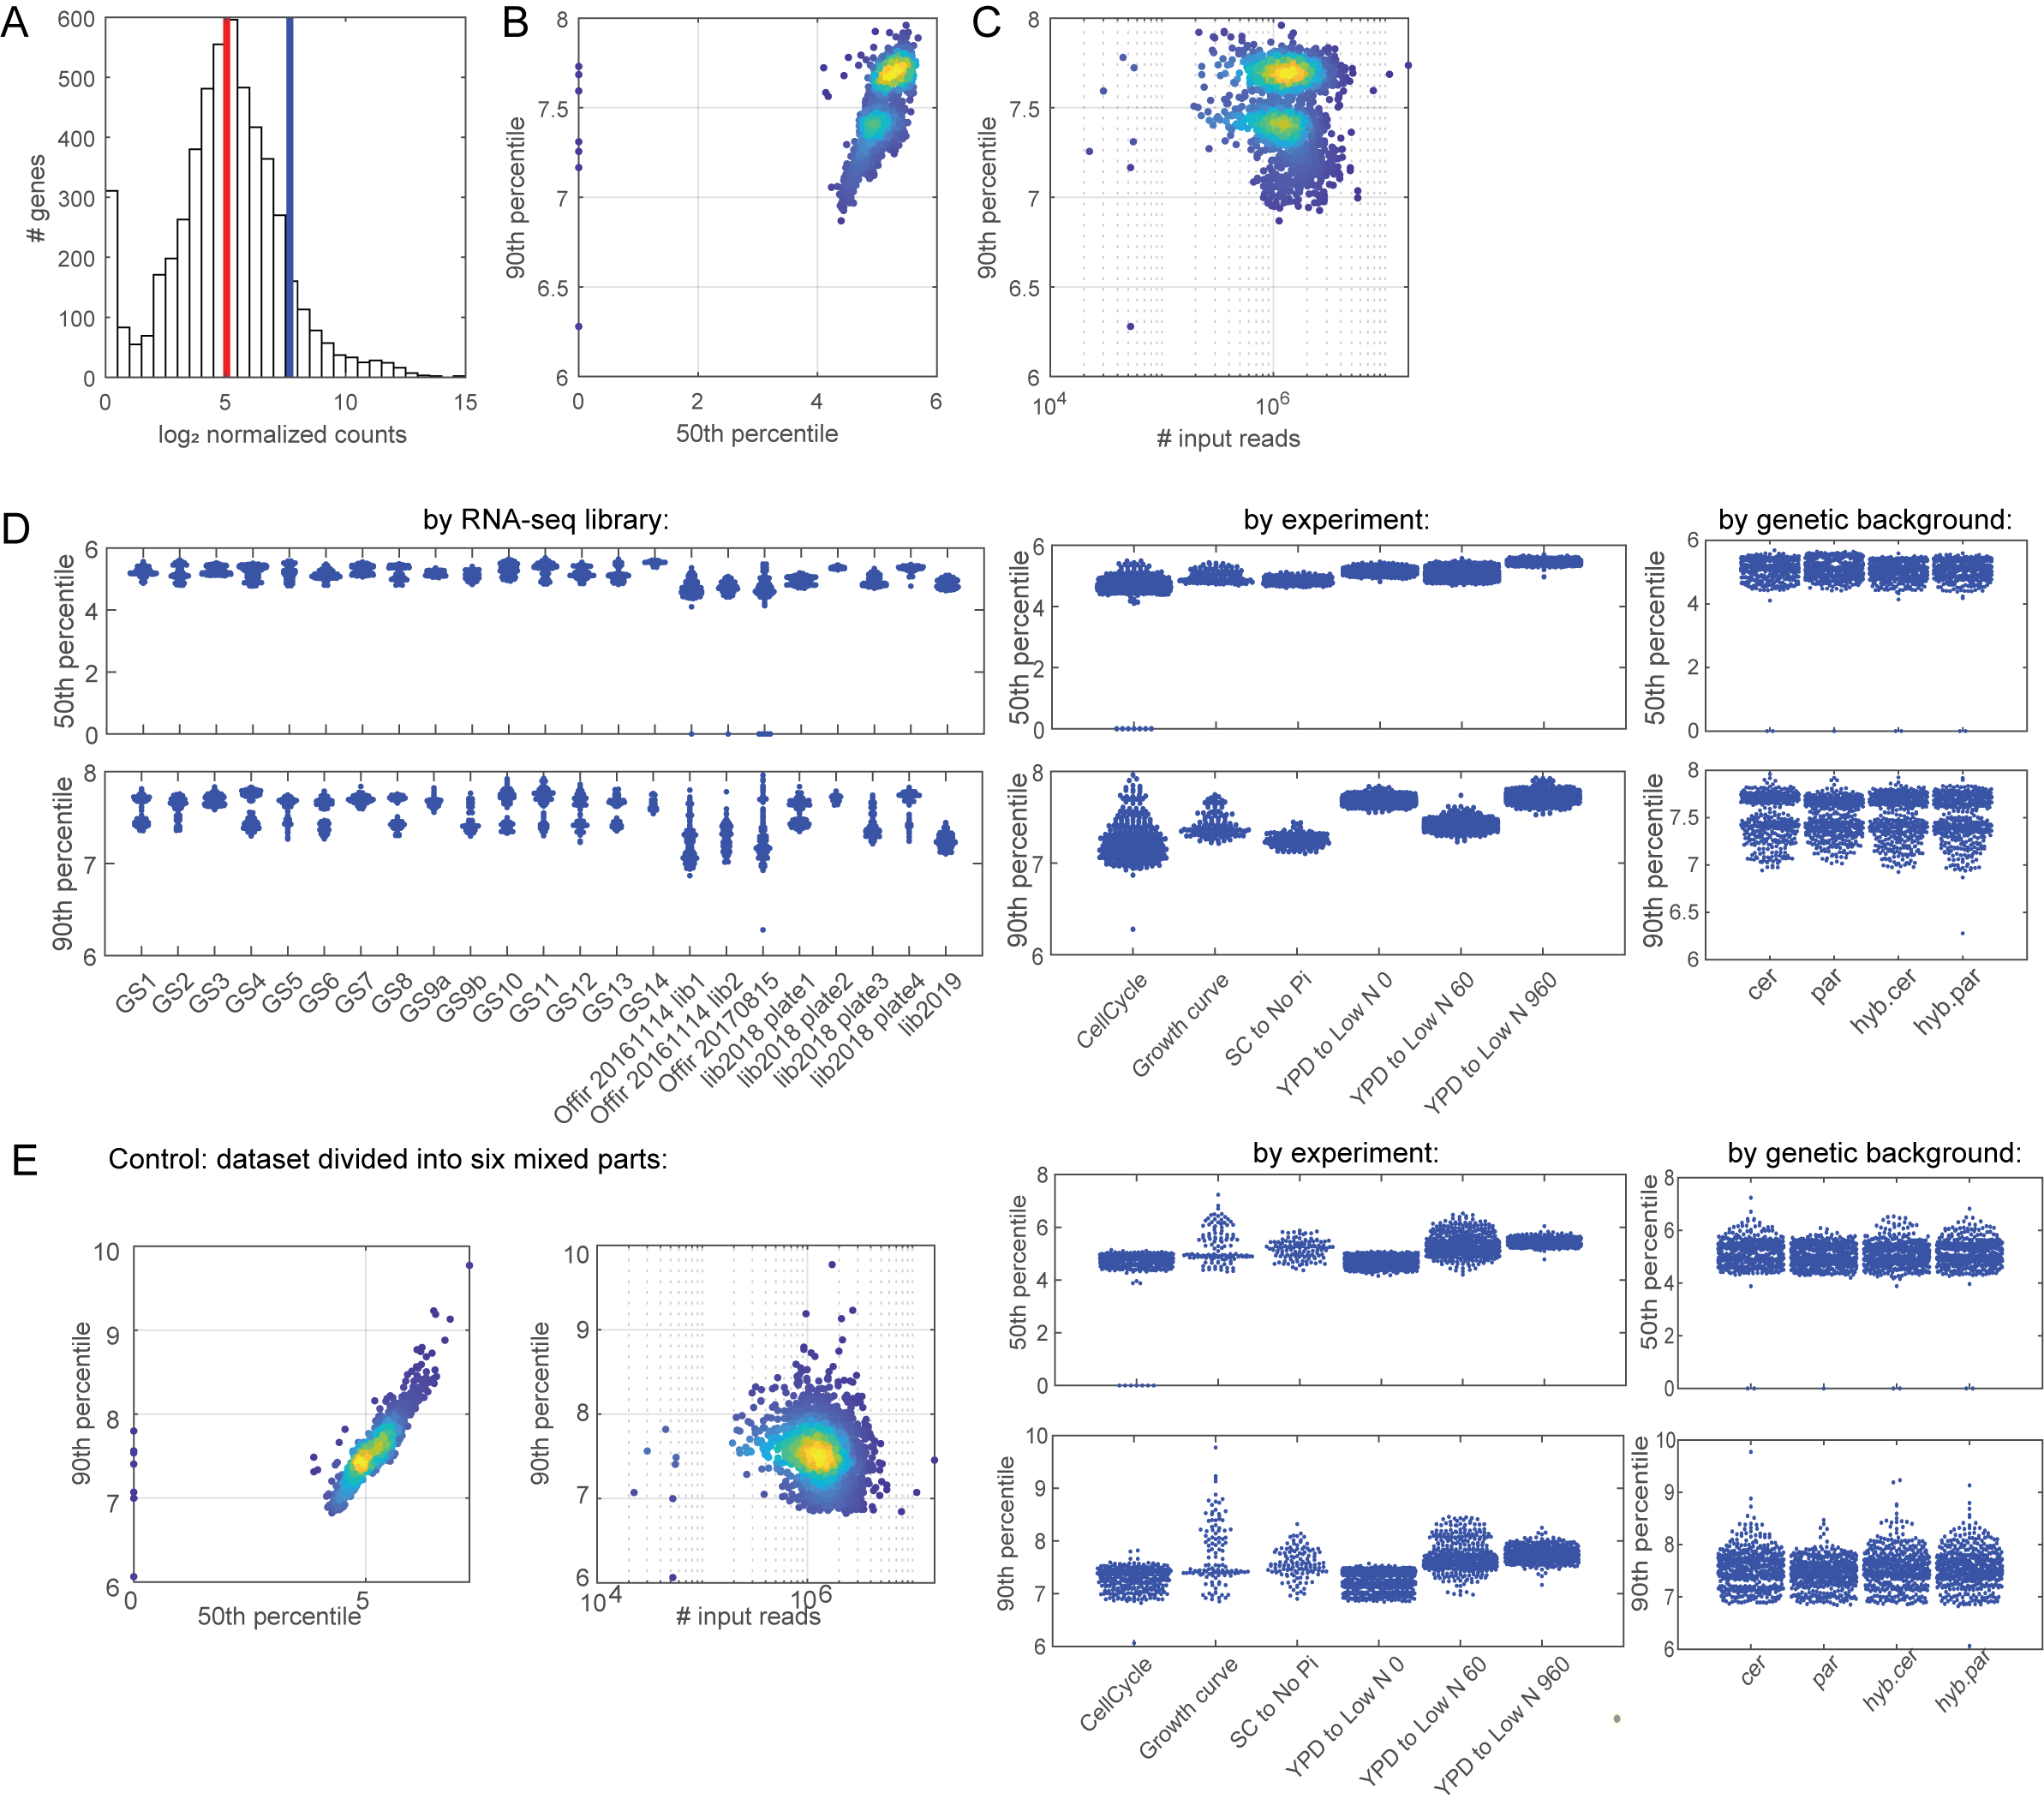 A
600
500
400
300
200
100
0
# genes
0
5
10
15
log₂ normalized counts
B
8
7.5
7
6.5
6
90th percentile
0
2
4
6
50th percentile
C
8
7.5
7
6.5
6
90th percentile
10⁴
10⁶
# input reads
D
by RNA-seq library:
by experiment:
by genetic background:
6
4
2
0
50th percentile
6
4
2
0
50th percentile
6
4
2
0
50th percentile
8
7
6
90th percentile
8
7
6
90th percentile
8
7.5
7
6.5
6
90th percentile
GS1
GS2
GS3
GS4
GS5
GS6
GS7
GS8
GS9a
GS9b
GS10
GS11
GS12
GS13
GS14
Offir 20161114 lib1
Offir 20161114 lib2
Offir 20170815
lib2018 plate1
lib2018 plate2
lib2018 plate3
lib2018 plate4
lib2019
CellCycle
Growth curve
SC to No Pi
YPD to Low N 0
YPD to Low N 60
YPD to Low N 960
cer
par
hyb.cer
hyb.par
E
Control: dataset divided into six mixed parts:
by experiment:
by genetic background:
10
9
8
7
6
90th percentile
0
5
50th percentile
10
9
8
7
6
90th percentile
10⁴
10⁶
# input reads
8
6
4
2
0
50th percentile
8
6
4
2
0
50th percentile
10
9
8
7
6
90th percentile
10
9
8
7
6
90th percentile
CellCycle
Growth curve
SC to No Pi
YPD to Low N 0
YPD to Low N 60
YPD to Low N 960
cer
par
hyb.cer
hyb.par